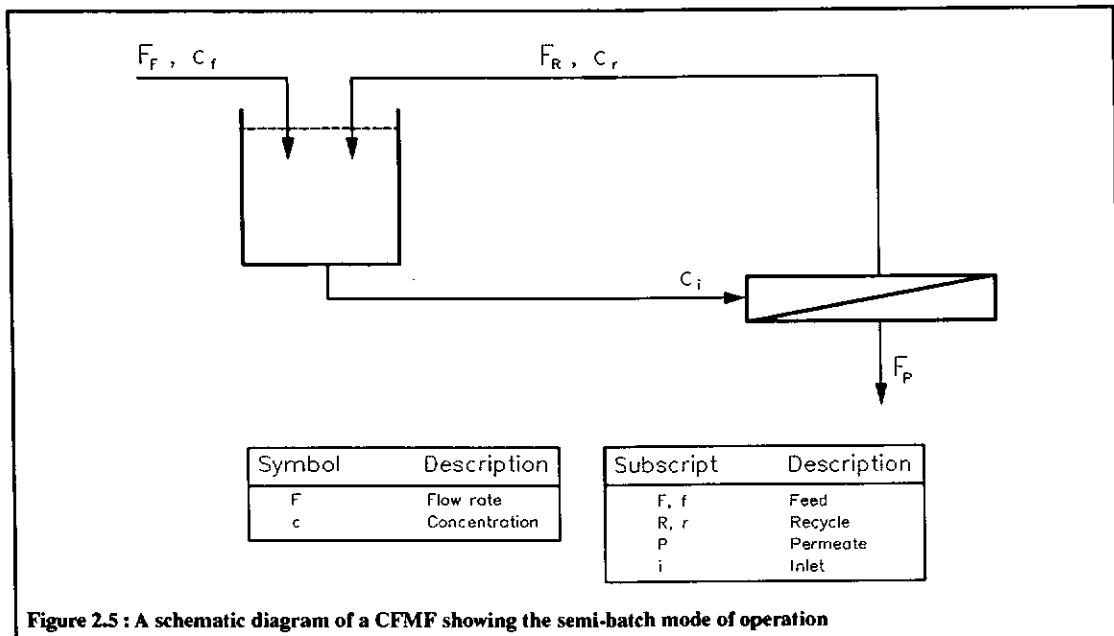 F_F , c_f
F_R , c_r
c_i
F_P
Symbol Description
F Flow rate
c Concentration
Subscript Description
F, f Feed
R, r Recycle
P Permeate
i Inlet
Figure 2.5 : A schematic diagram of a CFMF showing the semi-batch mode of operation